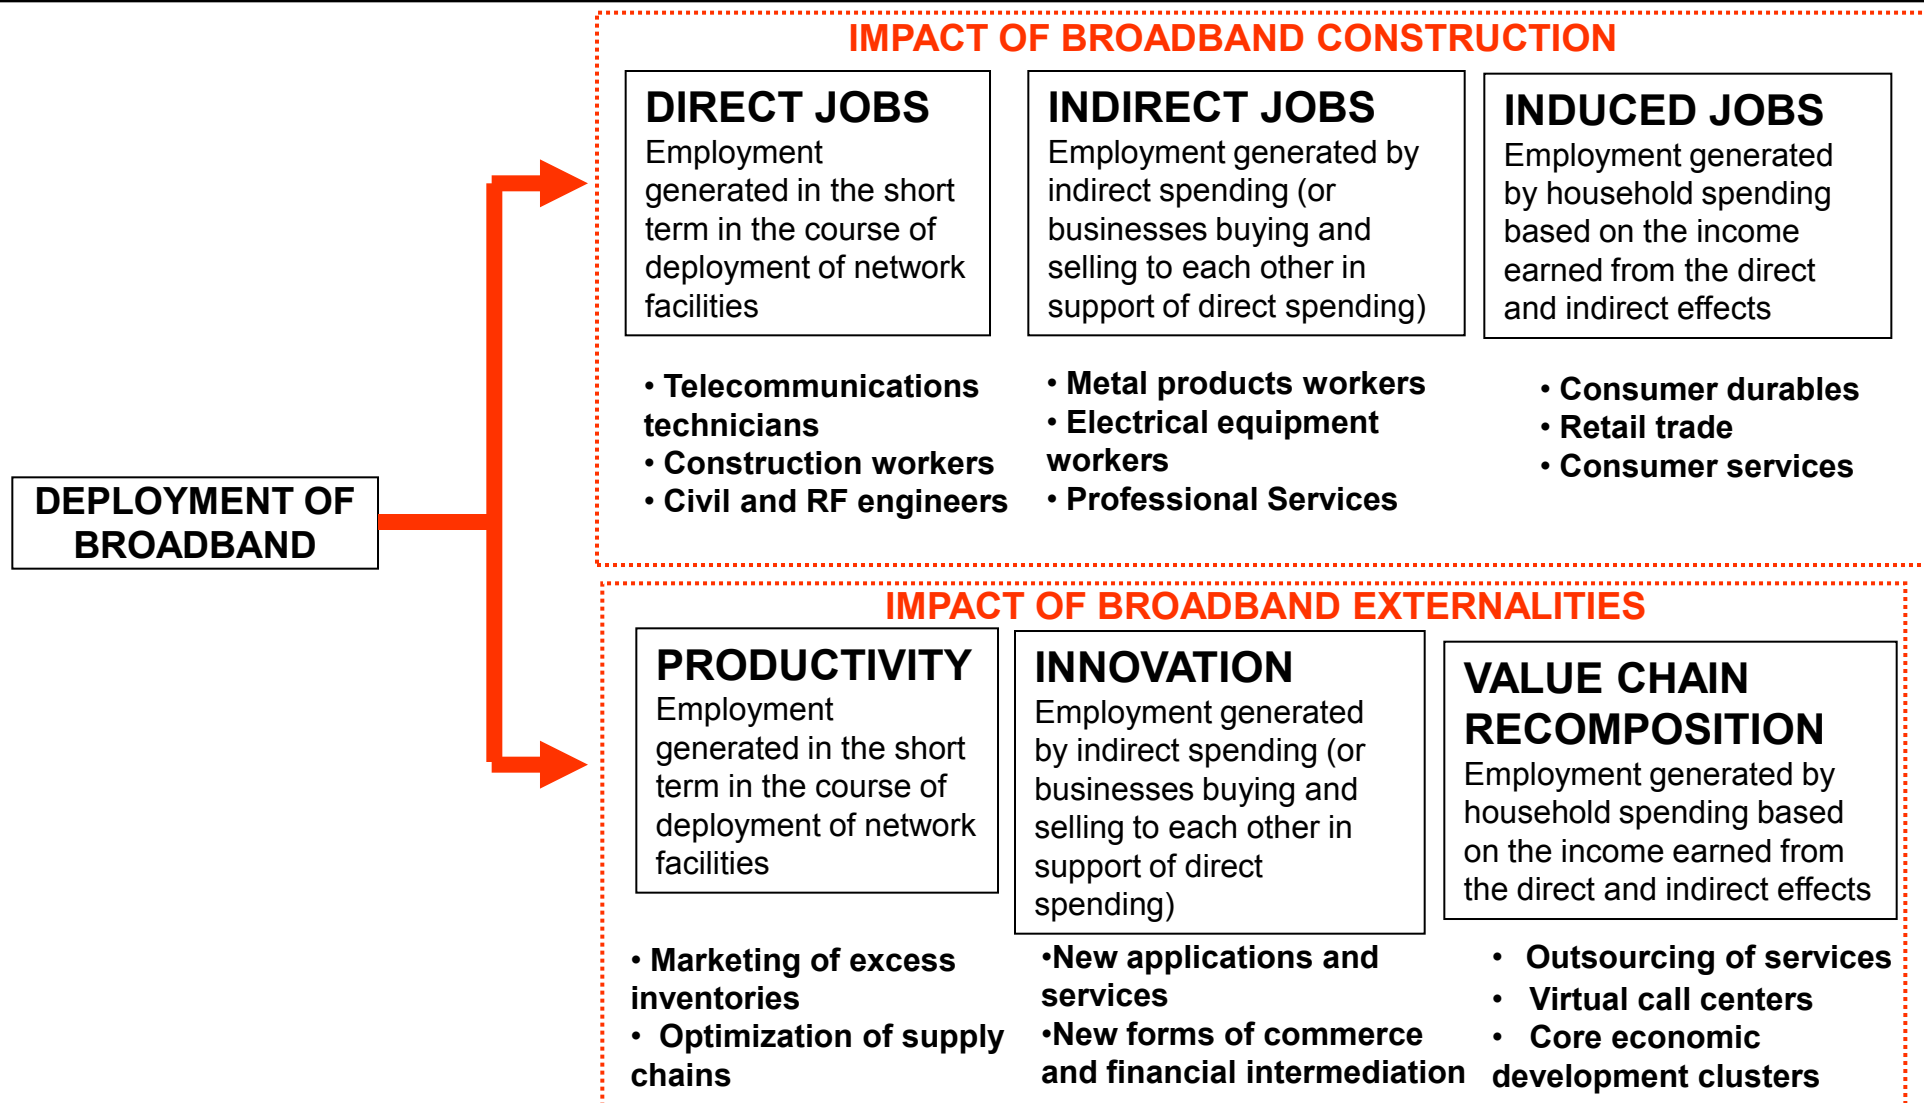 IMPACT OF BROADBAND CONSTRUCTION
DIRECT JOBS
Employment
generated in the short
term in the course of
deployment of network
facilities
• Telecommunications
technicians
• Construction workers
• Civil and RF engineers
INDIRECT JOBS
Employment generated by
indirect spending (or
businesses buying and
selling to each other in
support of direct spending)
• Metal products workers
• Electrical equipment
workers
• Professional Services
INDUCED JOBS
Employment generated
by household spending
based on the income
earned from the direct
and indirect effects
• Consumer durables
• Retail trade
• Consumer services
DEPLOYMENT OF
BROADBAND
IMPACT OF BROADBAND EXTERNALITIES
PRODUCTIVITY
Employment
generated in the short
term in the course of
deployment of network
facilities
• Marketing of excess
inventories
• Optimization of supply
chains
INNOVATION
Employment generated
by indirect spending (or
businesses buying and
selling to each other in
support of direct
spending)
•New applications and
services
•New forms of commerce
and financial intermediation
VALUE CHAIN
RECOMPOSITION
Employment generated by
household spending based
on the income earned from
the direct and indirect effects
• Outsourcing of services
• Virtual call centers
• Core economic
development clusters